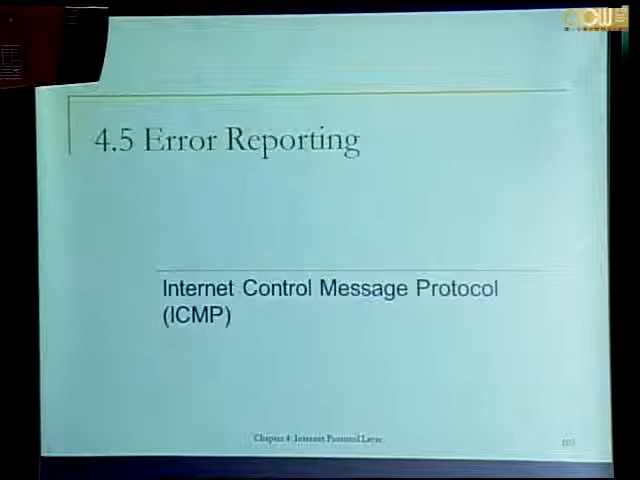 4.5 Error Reporting
Internet Control Message Protocol
(ICMP)
Chapter 4: Internet Protocol Layer